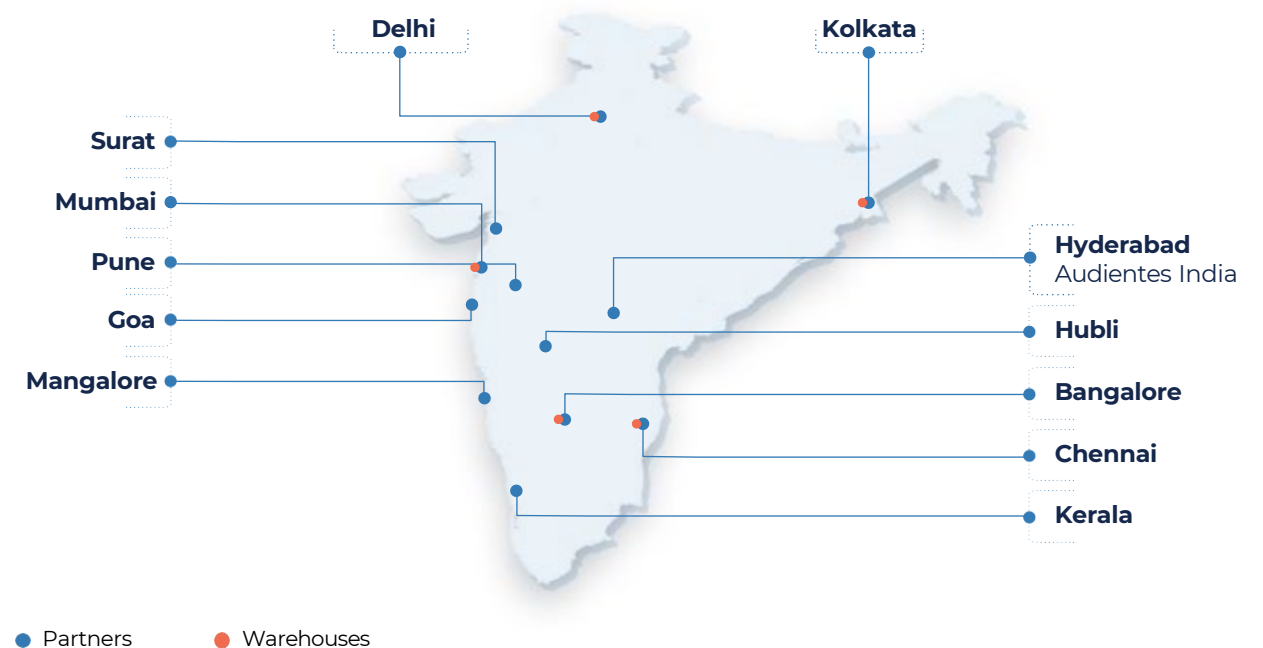 Delhi
Kolkata
Surat
Mumbai
Pune
Goa
Mangalore
Hyderabad
Audientes India
Hubli
Bangalore
Chennai
Kerala
Partners
Warehouses